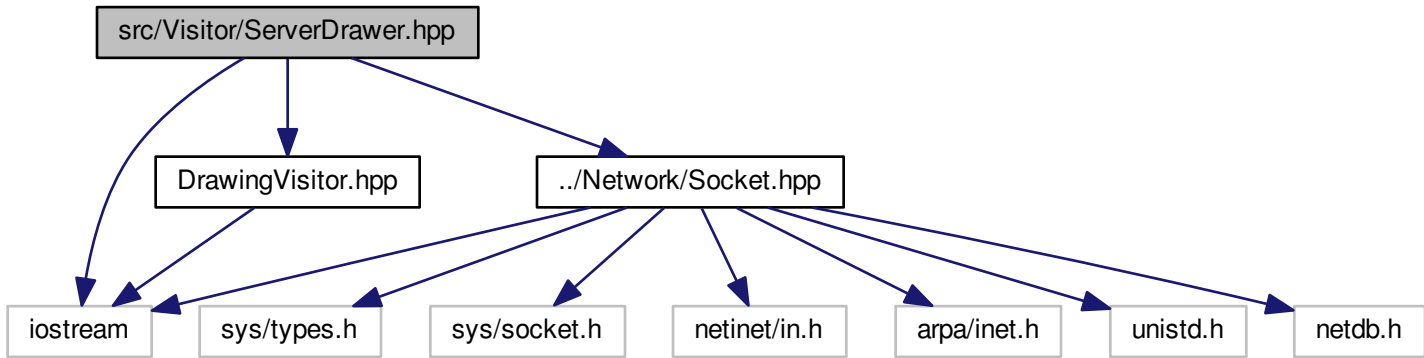 src/Visitor/ServerDrawer.hpp
DrawingVisitor.hpp
../Network/Socket.hpp
iostream
sys/types.h
sys/socket.h
netinet/in.h
arpa/inet.h
unistd.h
netdb.h